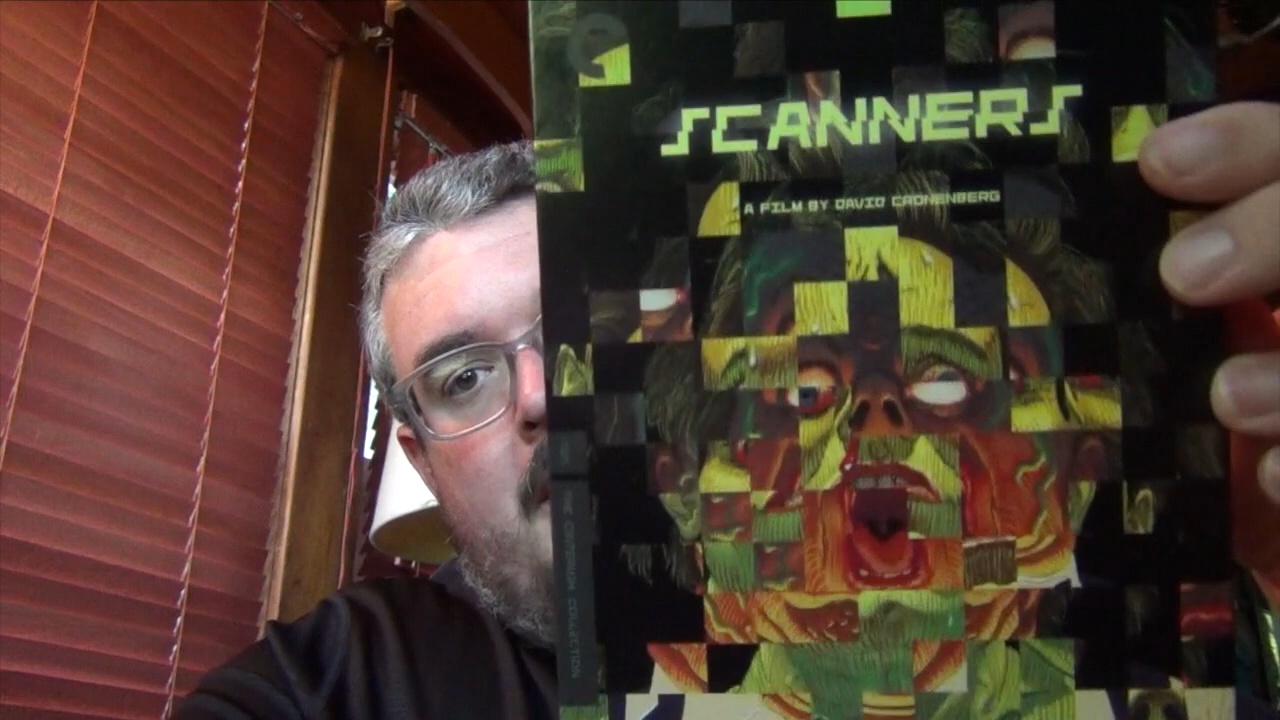 SCANNERS
A FILM BY DAVID CRONENBERG
THE CRITERION COLLECTION